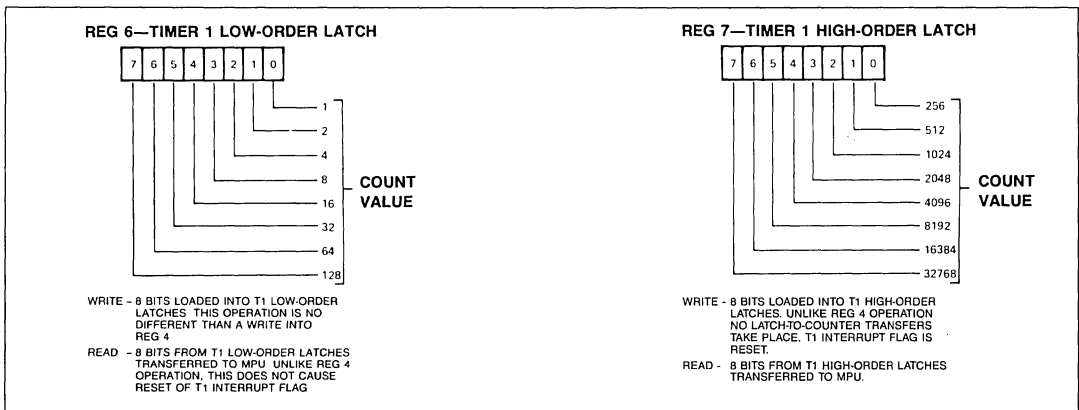 REG 6—TIMER 1 LOW-ORDER LATCH
7 6 5 4 3 2 1 0
1
2
4
8
16
32
64
128
COUNT
VALUE
WRITE – 8 BITS LOADED INTO T1 LOW-ORDER
LATCHES THIS OPERATION IS NO
DIFFERENT THAN A WRITE INTO
REG 4
READ – 8 BITS FROM T1 LOW-ORDER LATCHES
TRANSFERRED TO MPU UNLIKE REG 4
OPERATION, THIS DOES NOT CAUSE
RESET OF T1 INTERRUPT FLAG
REG 7—TIMER 1 HIGH-ORDER LATCH
7 6 5 4 3 2 1 0
256
512
1024
2048
4096
8192
16384
32768
COUNT
VALUE
WRITE - 8 BITS LOADED INTO T1 HIGH-ORDER
LATCHES. UNLIKE REG 4 OPERATION
NO LATCH-TO-COUNTER TRANSFERS
TAKE PLACE. T1 INTERRUPT FLAG IS
RESET.
READ - 8 BITS FROM T1 HIGH-ORDER LATCHES
TRANSFERRED TO MPU.